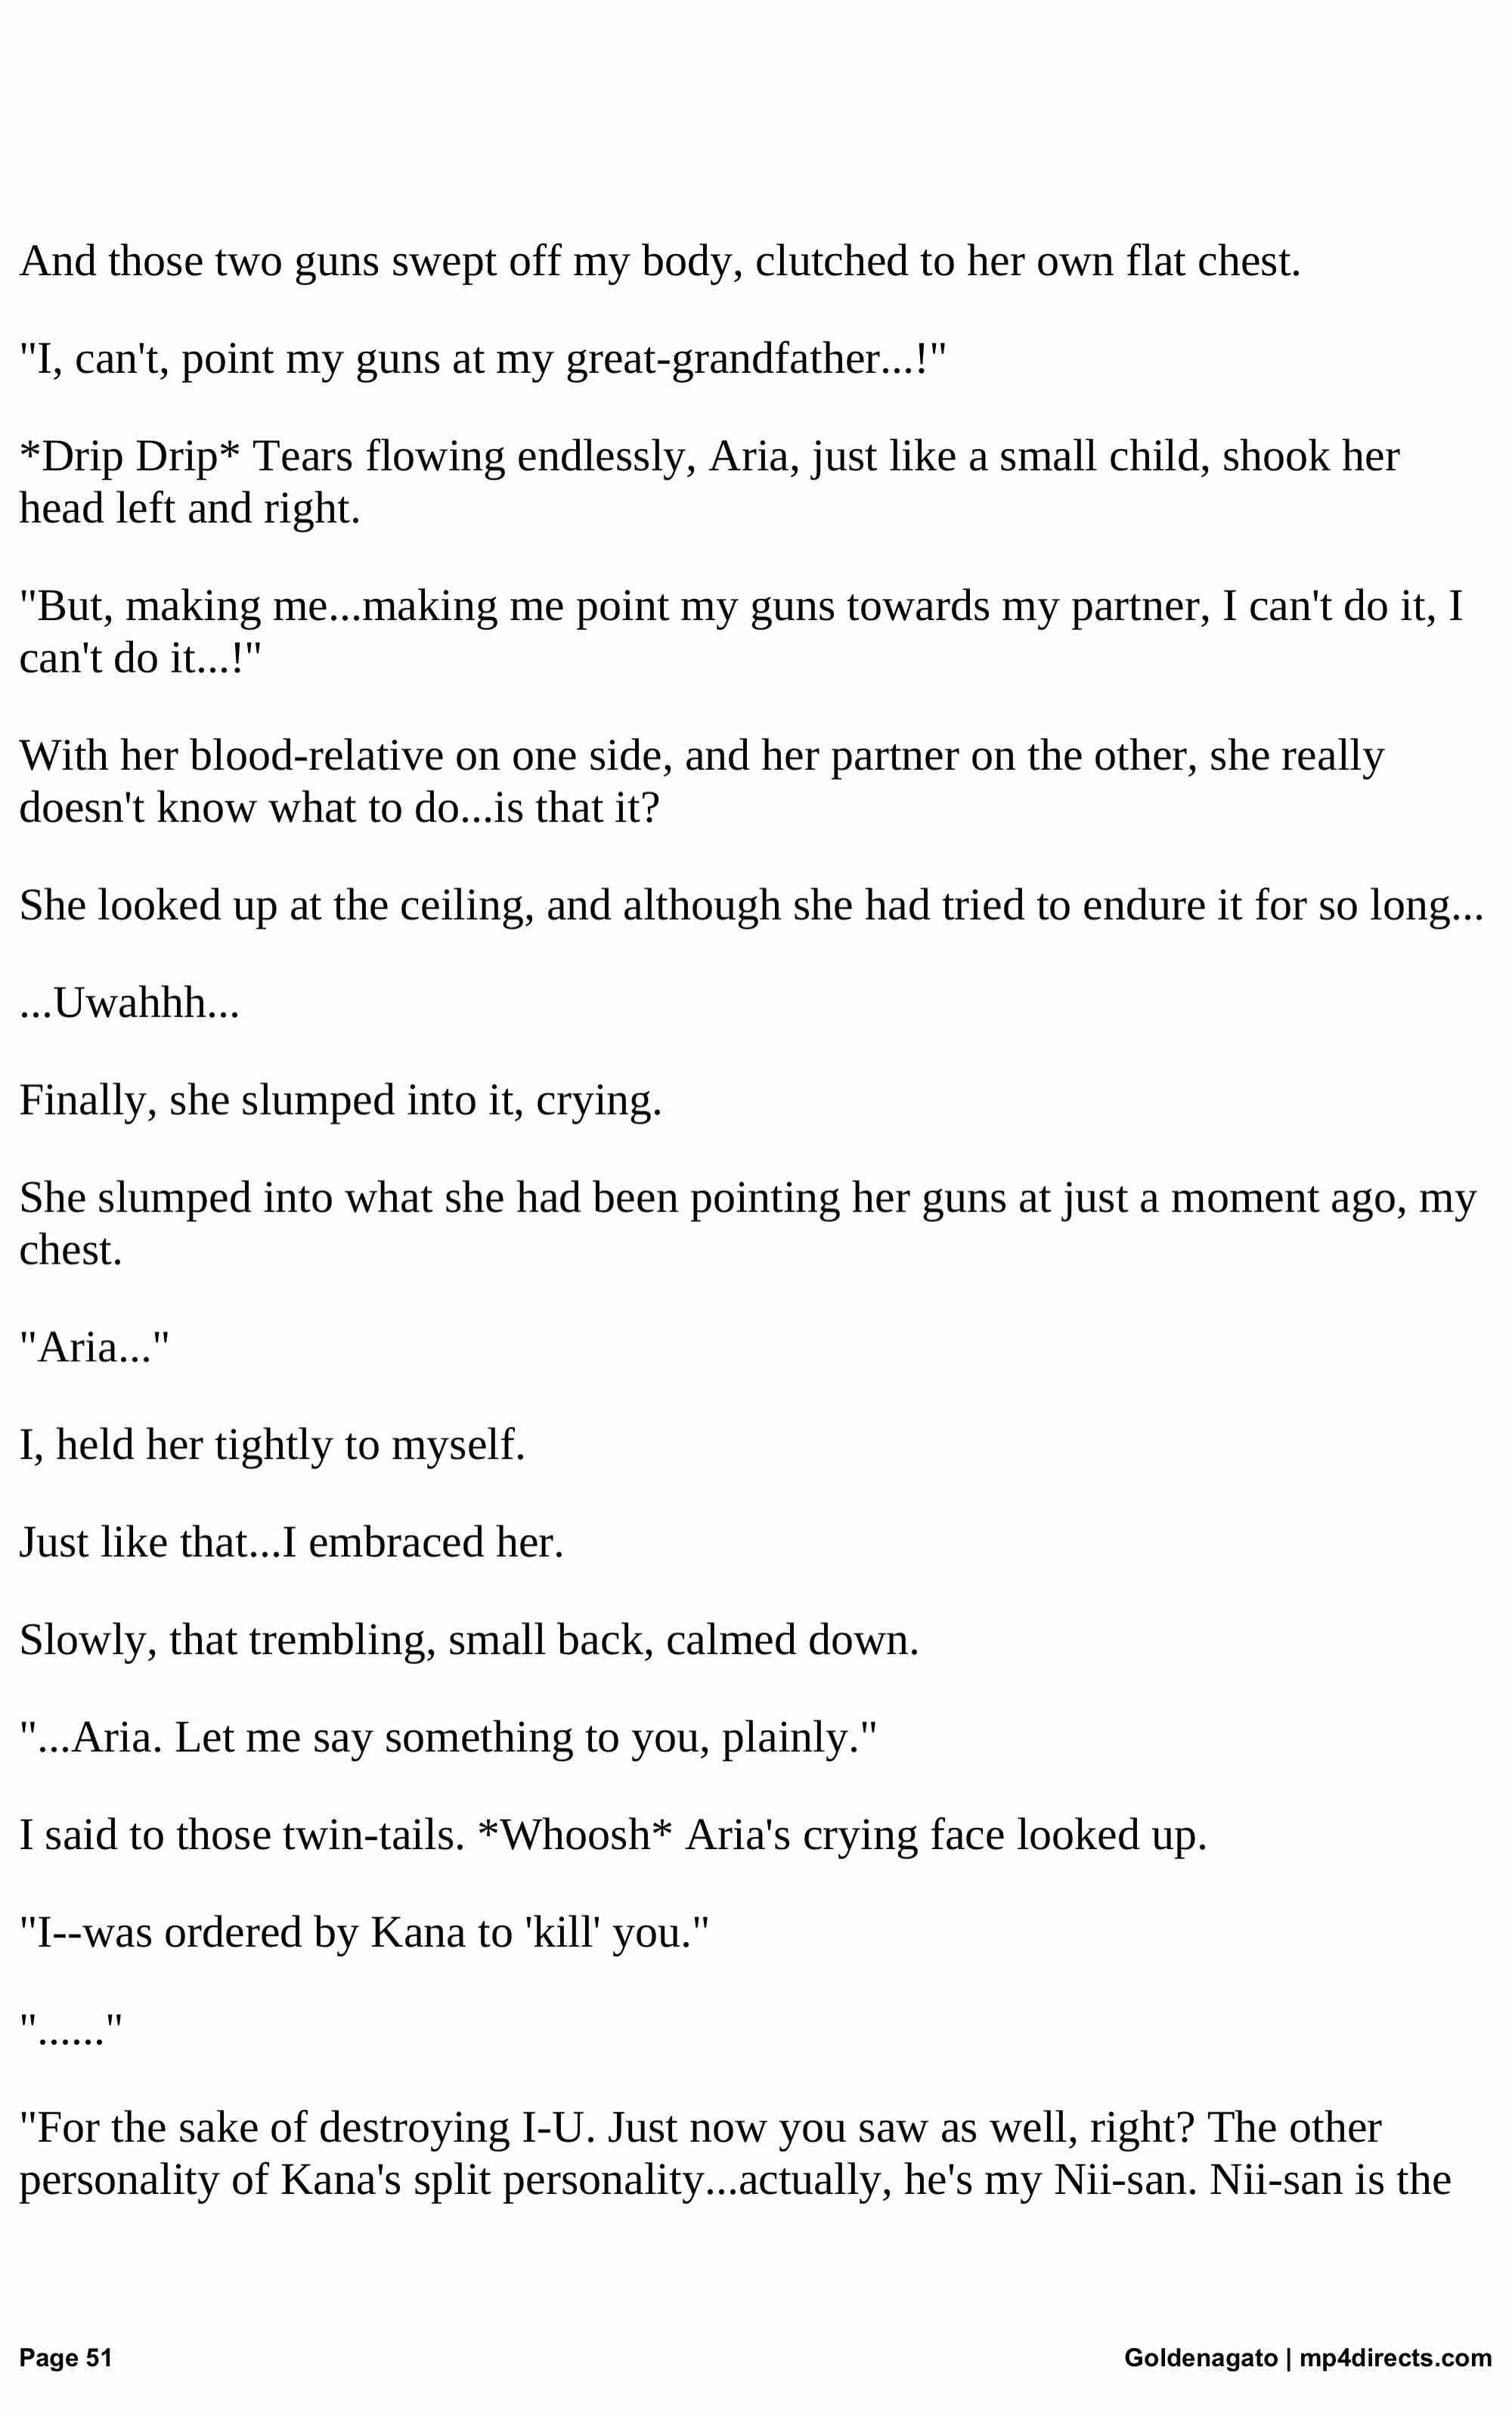 And those two guns swept off my body, clutched to her own flat chest.
"I, can't, point my guns at my great-grandfather...!"
*Drip Drip* Tears flowing endlessly, Aria, just like a small child, shook her
head left and right.
"But, making me...making me point my guns towards my partner, I can't do it, I
can't do it...!"
With her blood-relative on one side, and her partner on the other, she really
doesn't know what to do...is that it?
She looked up at the ceiling, and although she had tried to endure it for so long...
...Uwahhh...
Finally, she slumped into it, crying.
She slumped into what she had been pointing her guns at just a moment ago, my
chest.
"Aria..."
I, held her tightly to myself.
Just like that...I embraced her.
Slowly, that trembling, small back, calmed down.
"...Aria. Let me say something to you, plainly."
I said to those twin-tails. *Whoosh* Aria's crying face looked up.
"I--was ordered by Kana to 'kill' you."
"......"
"For the sake of destroying I-U. Just now you saw as well, right? The other
personality of Kana's split personality...actually, he's my Nii-san. Nii-san is the
Page 51
Goldenagato | mp4directs.com